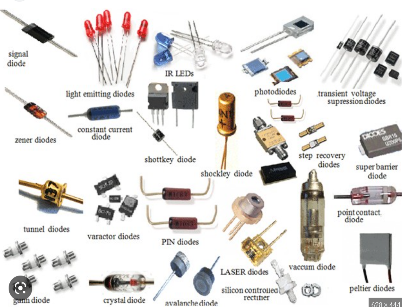 signal
diode
light emitting diodes
IR LEDs
photodiodes
transient voltage
supression diodes
zener diodes
constant current
diode
shottkey diode
shockley diode
step recovery
diodes
super barrier
diode
tunnel diodes
varactor diodes
PIN diodes
LASER diodes
vaccum diode
point contact
diode
gunn diode
crystal diode
avalanche diode
silicon controlled
rectifier
peltier diodes
DIODES